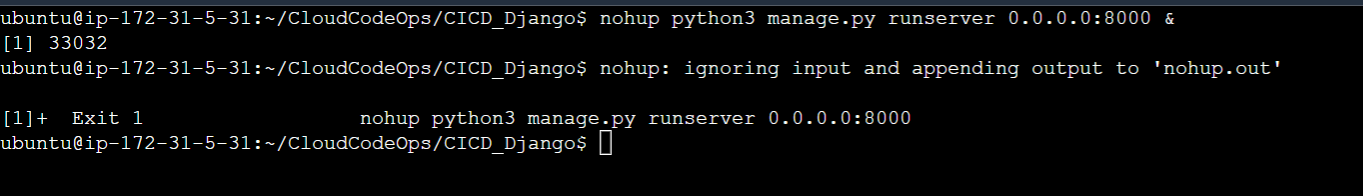 ubuntu@ip-172-31-5-31:~/CloudCodeOps/CICD_Django$ nohup python3 manage.py runserver 0.0.0.0:8000 &
[1] 33032
ubuntu@ip-172-31-5-31:~/CloudCodeOps/CICD_Django$ nohup: ignoring input and appending output to 'nohup.out'
[1]+  Exit 1                  nohup python3 manage.py runserver 0.0.0.0:8000
ubuntu@ip-172-31-5-31:~/CloudCodeOps/CICD_Django$